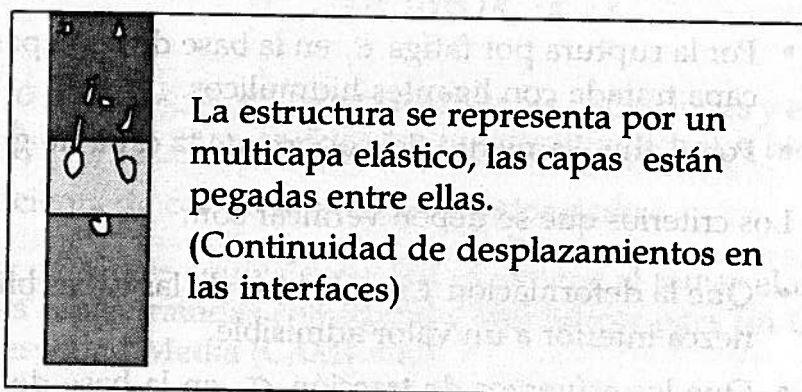 La estructura se representa por un
multicapa elástico, las capas están
pegadas entre ellas.
(Continuidad de desplazamientos en
las interfaces)